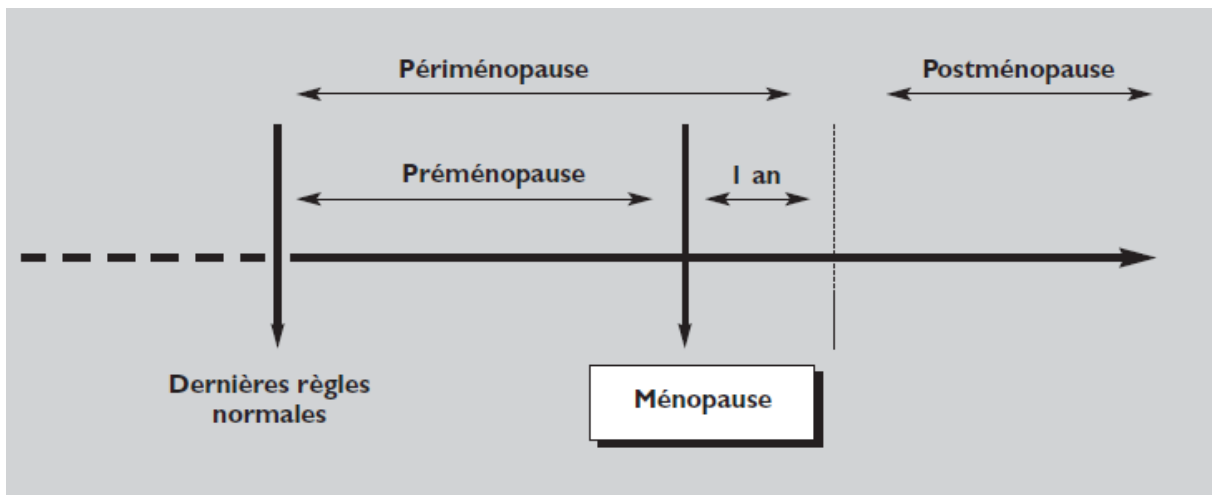 Périménopause
Postménopause
Préménopause
1 an
Dernières règles
normales
Ménopause